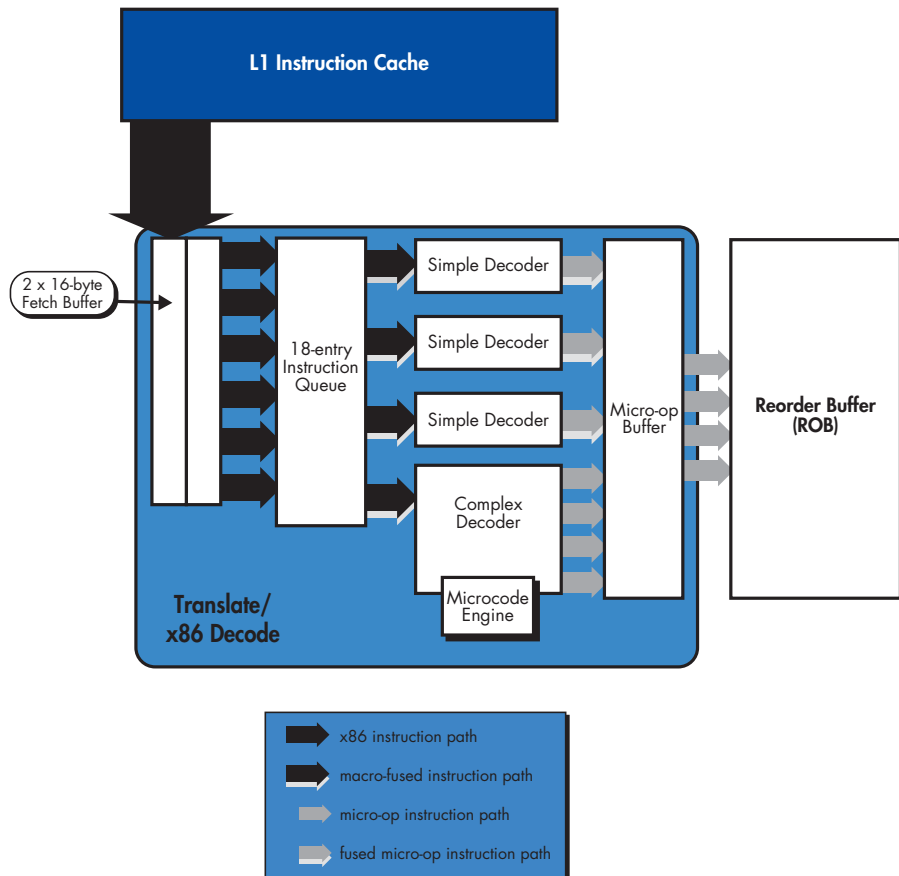 L1 Instruction Cache
2 x 16-byte
Fetch Buffer
18-entry
Instruction
Queue
Simple Decoder
Simple Decoder
Simple Decoder
Complex
Decoder
Microcode
Engine
Micro-op
Buffer
Reorder Buffer
(ROB)
Translate/
x86 Decode
x86 instruction path
macro-fused instruction path
micro-op instruction path
fused micro-op instruction path